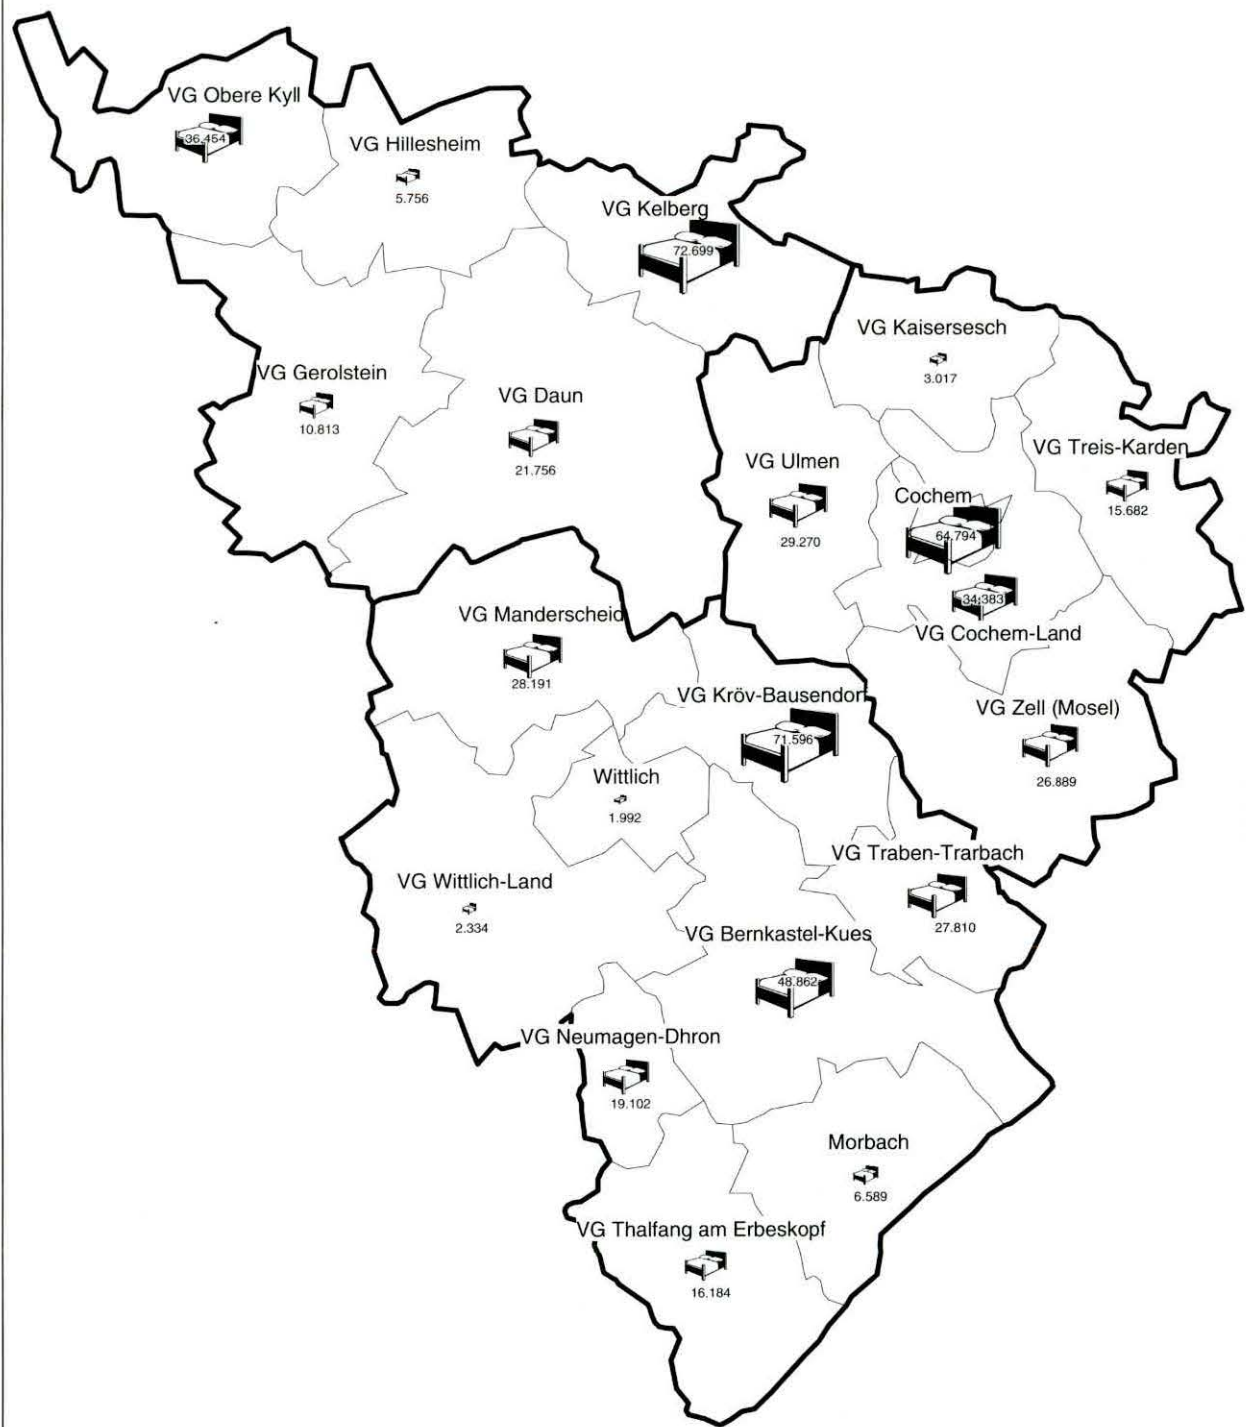 VG Obere Kyll
36.454
VG Hillesheim
5.756
VG Kelberg
72.699
VG Kaisersesch
3.017
VG Gerolstein
10.813
VG Daun
21.756
VG Treis-Karden
15.682
VG Ulmen
29.270
Cochem
64.794
34.383
VG Cochem-Land
VG Manderscheid
28.191
VG Kröv-Bausendorf
71.596
VG Zell (Mosel)
26.889
Wittlich
1.992
VG Traben-Trarbach
27.810
VG Wittlich-Land
2.334
VG Bernkastel-Kues
48.862
VG Neumagen-Dhron
19.102
Morbach
6.589
VG Thalfang am Erbeskopf
16.184